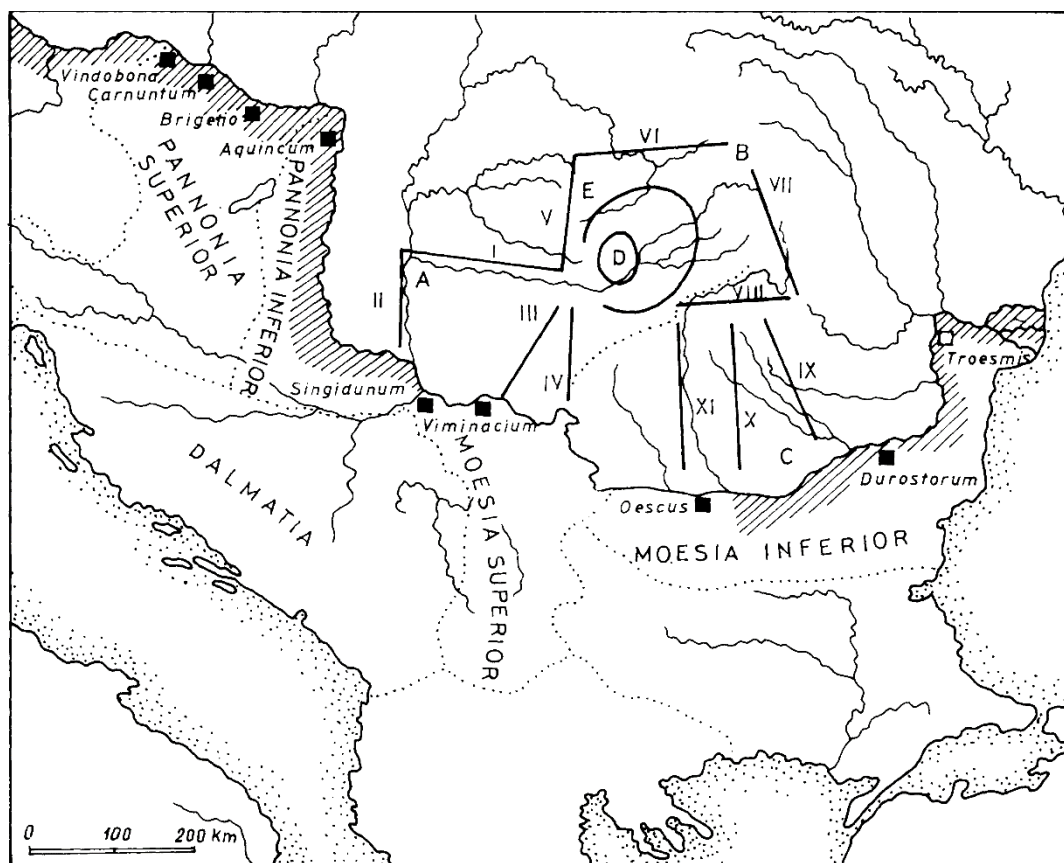 Vindobona
Carnuntum
Brigetio
Aquincum
PANNONIA
SUPERIOR
PANNONIA INFERIOR
VI
B
E
VII
V
I
D
A
II
III
VIII
IV
IX
XI
X
C
Troesmis
Singidunum
Viminacium
Durostorum
Oescus
DALMATIA
MOESIA SUPERIOR
MOESIA INFERIOR
0 100 200 Km